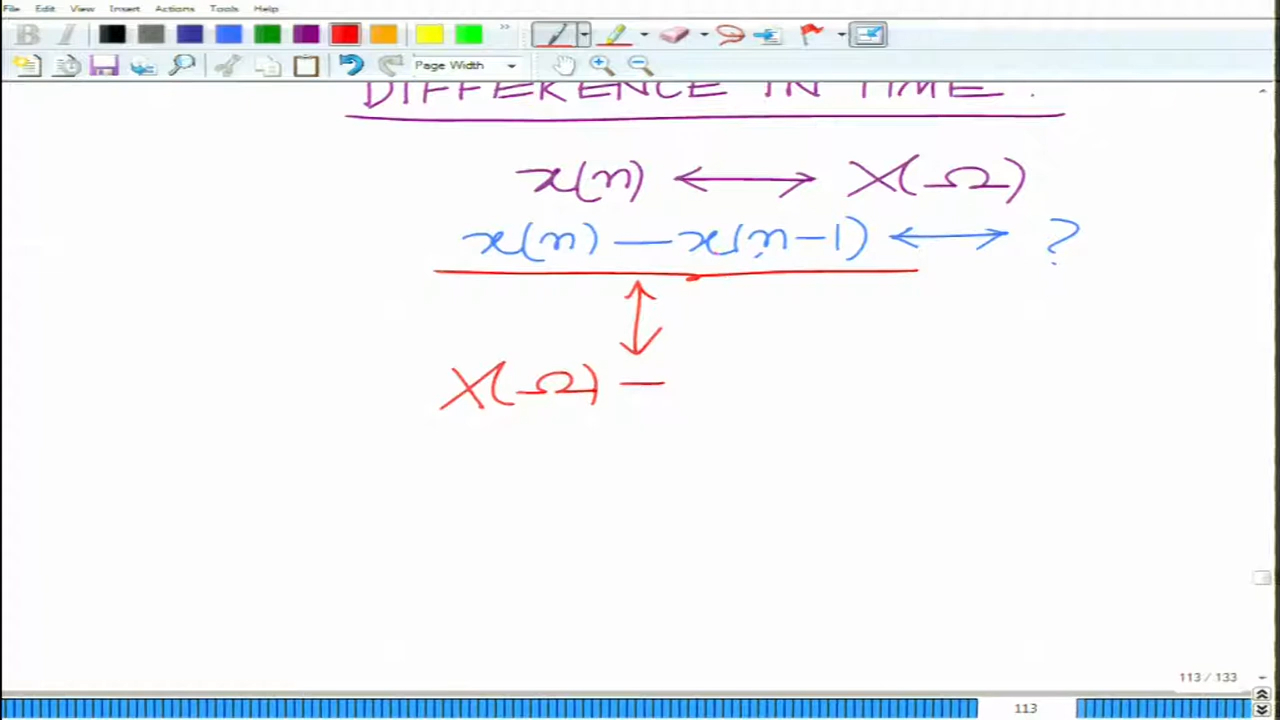 File Edit View Insert Actions Tools Help
B I
Page Width
DIFFERENCE IN TIME.
x(n) ⟷ X(Ω)
x(n) — x(n-1) ⟷ ?
X(Ω) —
113 / 133
113